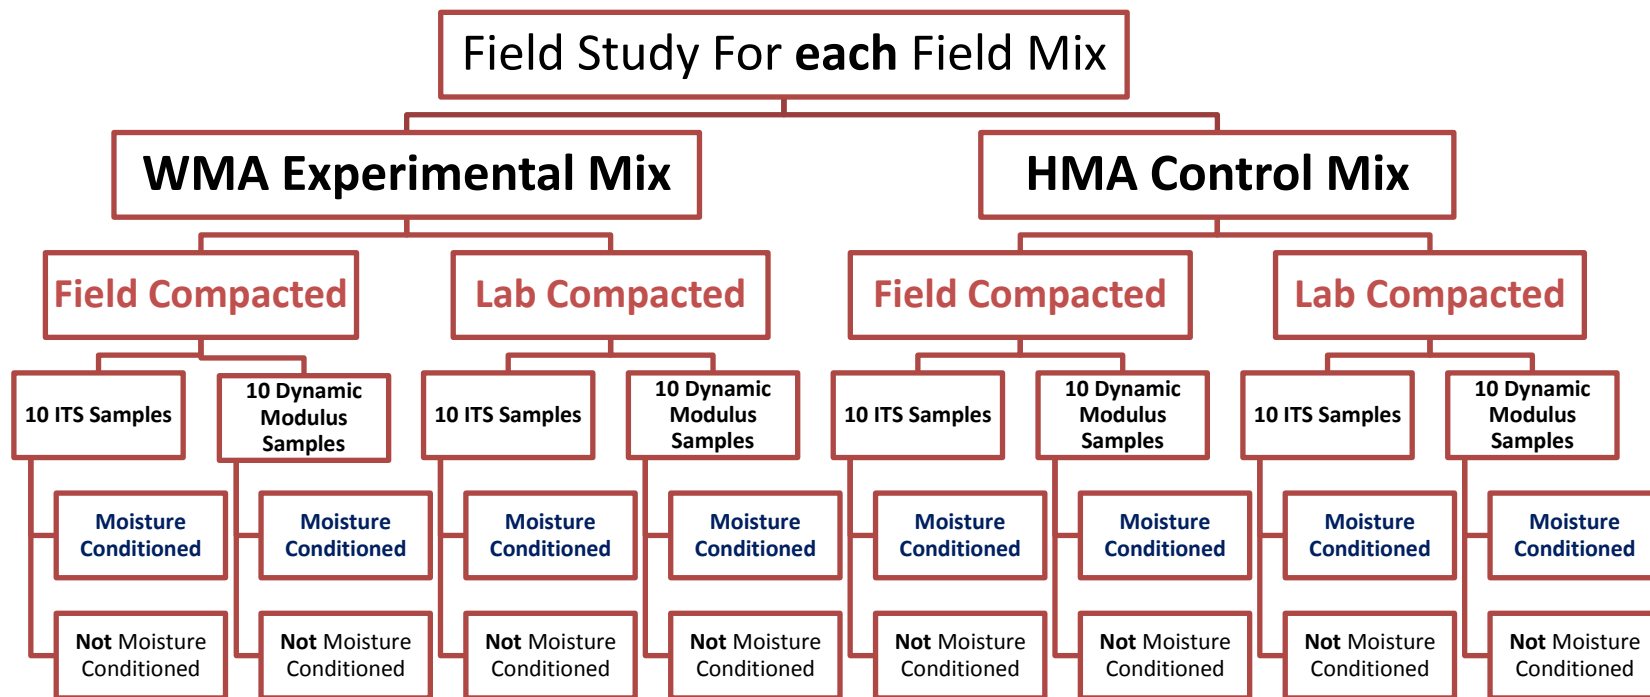 Field Study For each Field Mix
WMA Experimental Mix
HMA Control Mix
Field Compacted
Lab Compacted
Field Compacted
Lab Compacted
10 ITS Samples
10 Dynamic
Modulus
Samples
10 ITS Samples
10 Dynamic
Modulus
Samples
10 ITS Samples
10 Dynamic
Modulus
Samples
10 ITS Samples
10 Dynamic
Modulus
Samples
Moisture
Conditioned
Moisture
Conditioned
Moisture
Conditioned
Moisture
Conditioned
Moisture
Conditioned
Moisture
Conditioned
Moisture
Conditioned
Moisture
Conditioned
Not Moisture
Conditioned
Not Moisture
Conditioned
Not Moisture
Conditioned
Not Moisture
Conditioned
Not Moisture
Conditioned
Not Moisture
Conditioned
Not Moisture
Conditioned
Not Moisture
Conditioned